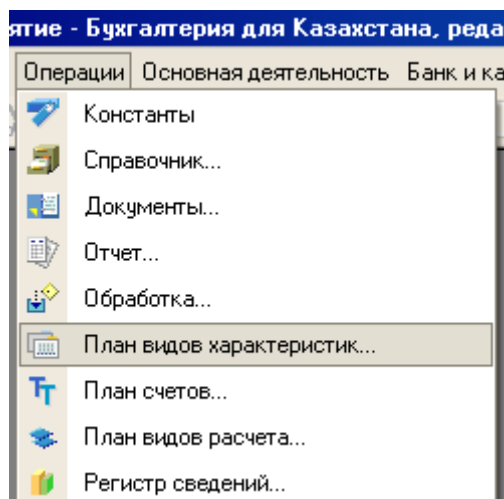 ятие - Бухгалтерия для Казахстана, реда
Операции Основная деятельность Банк и ка
Константы
Справочник...
Документы...
Отчет...
Обработка...
План видов характеристик...
План счетов...
План видов расчета...
Регистр сведений...